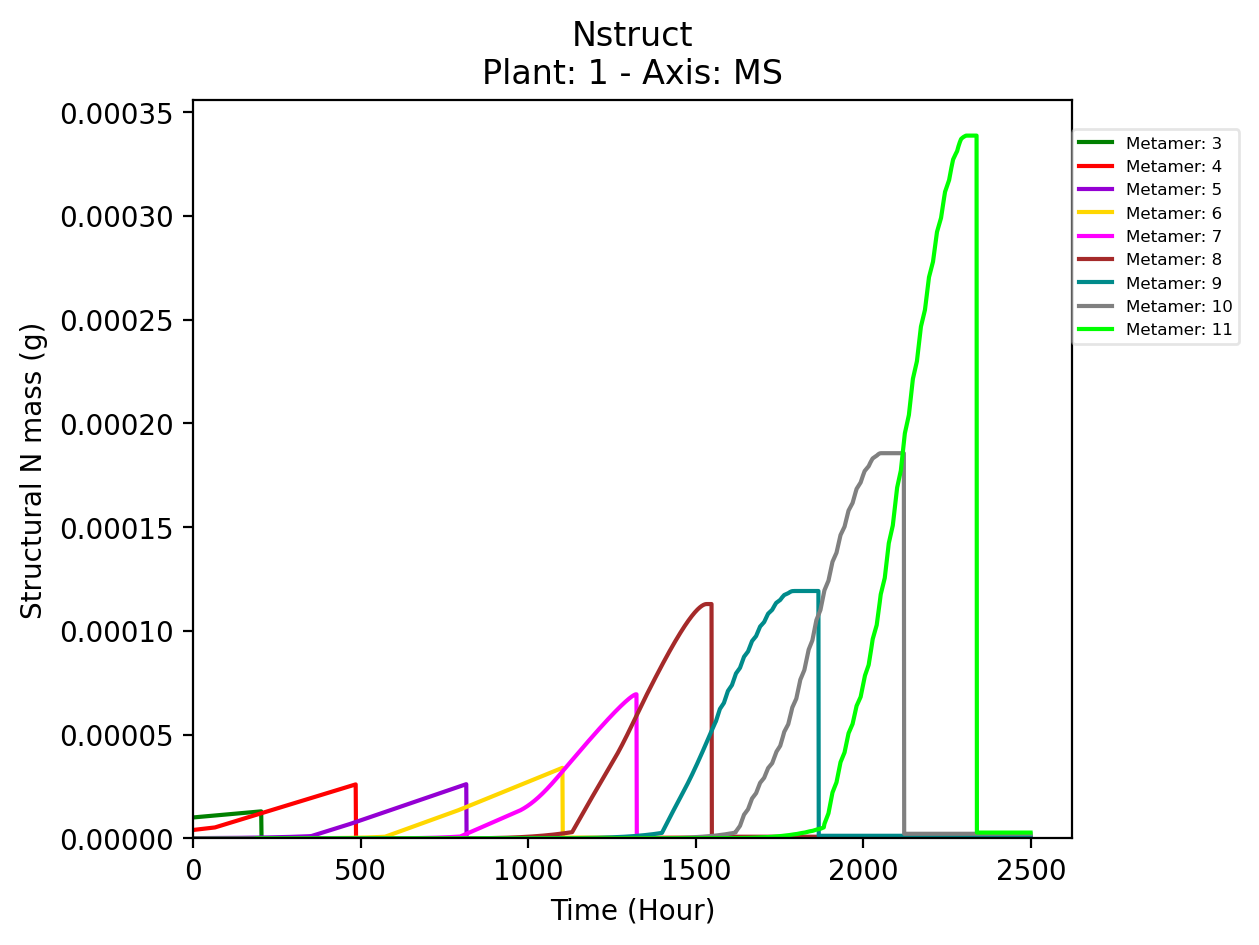 Nstruct
Plant: 1 - Axis: MS
Structural N mass (g)
0.00035
0.00030
0.00025
0.00020
0.00015
0.00010
0.00005
0.00000
0
500
1000
1500
2000
2500
Time (Hour)
Metamer: 3
Metamer: 4
Metamer: 5
Metamer: 6
Metamer: 7
Metamer: 8
Metamer: 9
Metamer: 10
Metamer: 11